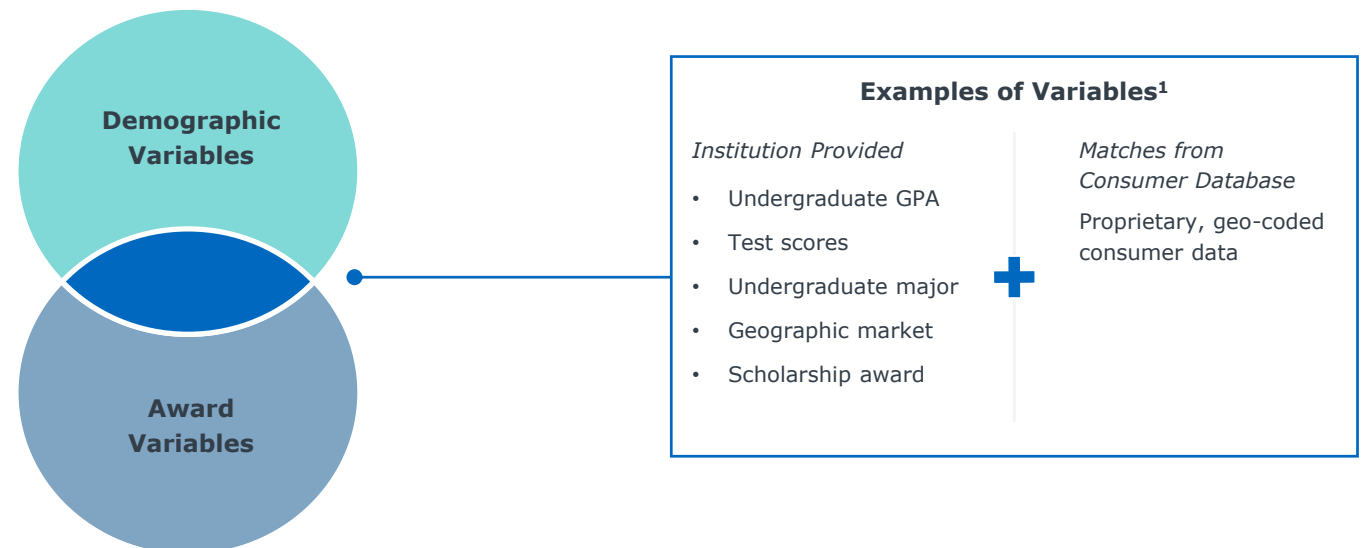 Demographic
Variables
Award
Variables
Examples of Variables¹
Institution Provided
• Undergraduate GPA
• Test scores
• Undergraduate major
• Geographic market
• Scholarship award
Matches from
Consumer Database
Proprietary, geo-coded
consumer data